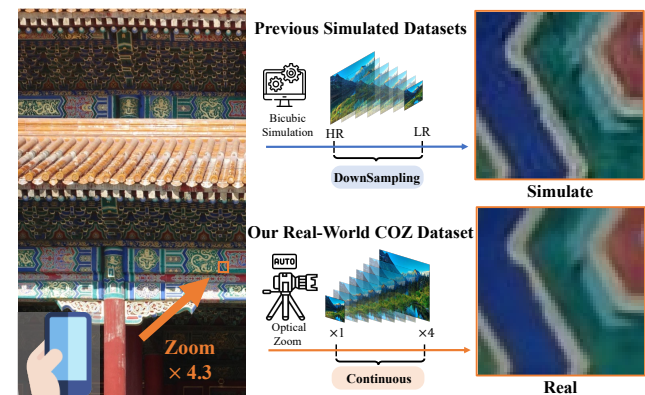 Previous Simulated Datasets
Bicubic
Simulation
HR
LR
DownSampling
Simulate
Our Real-World COZ Dataset
AUTO
Optical
Zoom
×1
×4
Continuous
Real
Zoom
× 4.3